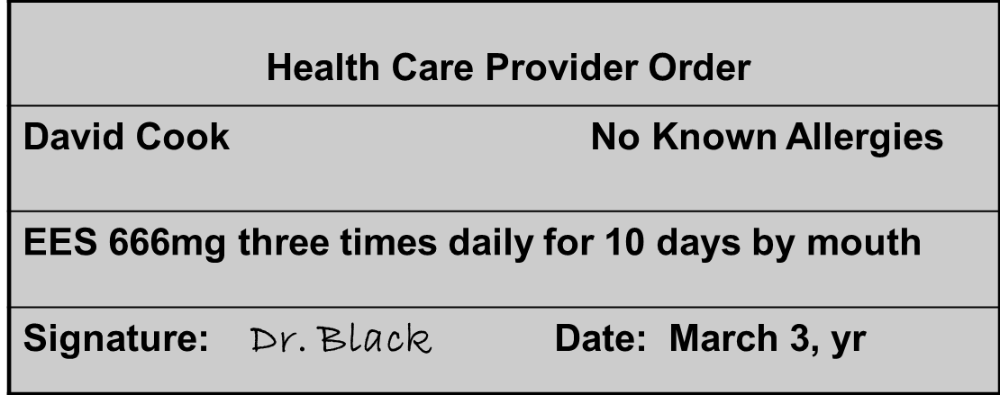 Health Care Provider Order
David Cook No Known Allergies
EES 666mg three times daily for 10 days by mouth
Signature: Dr. Black Date: March 3, yr